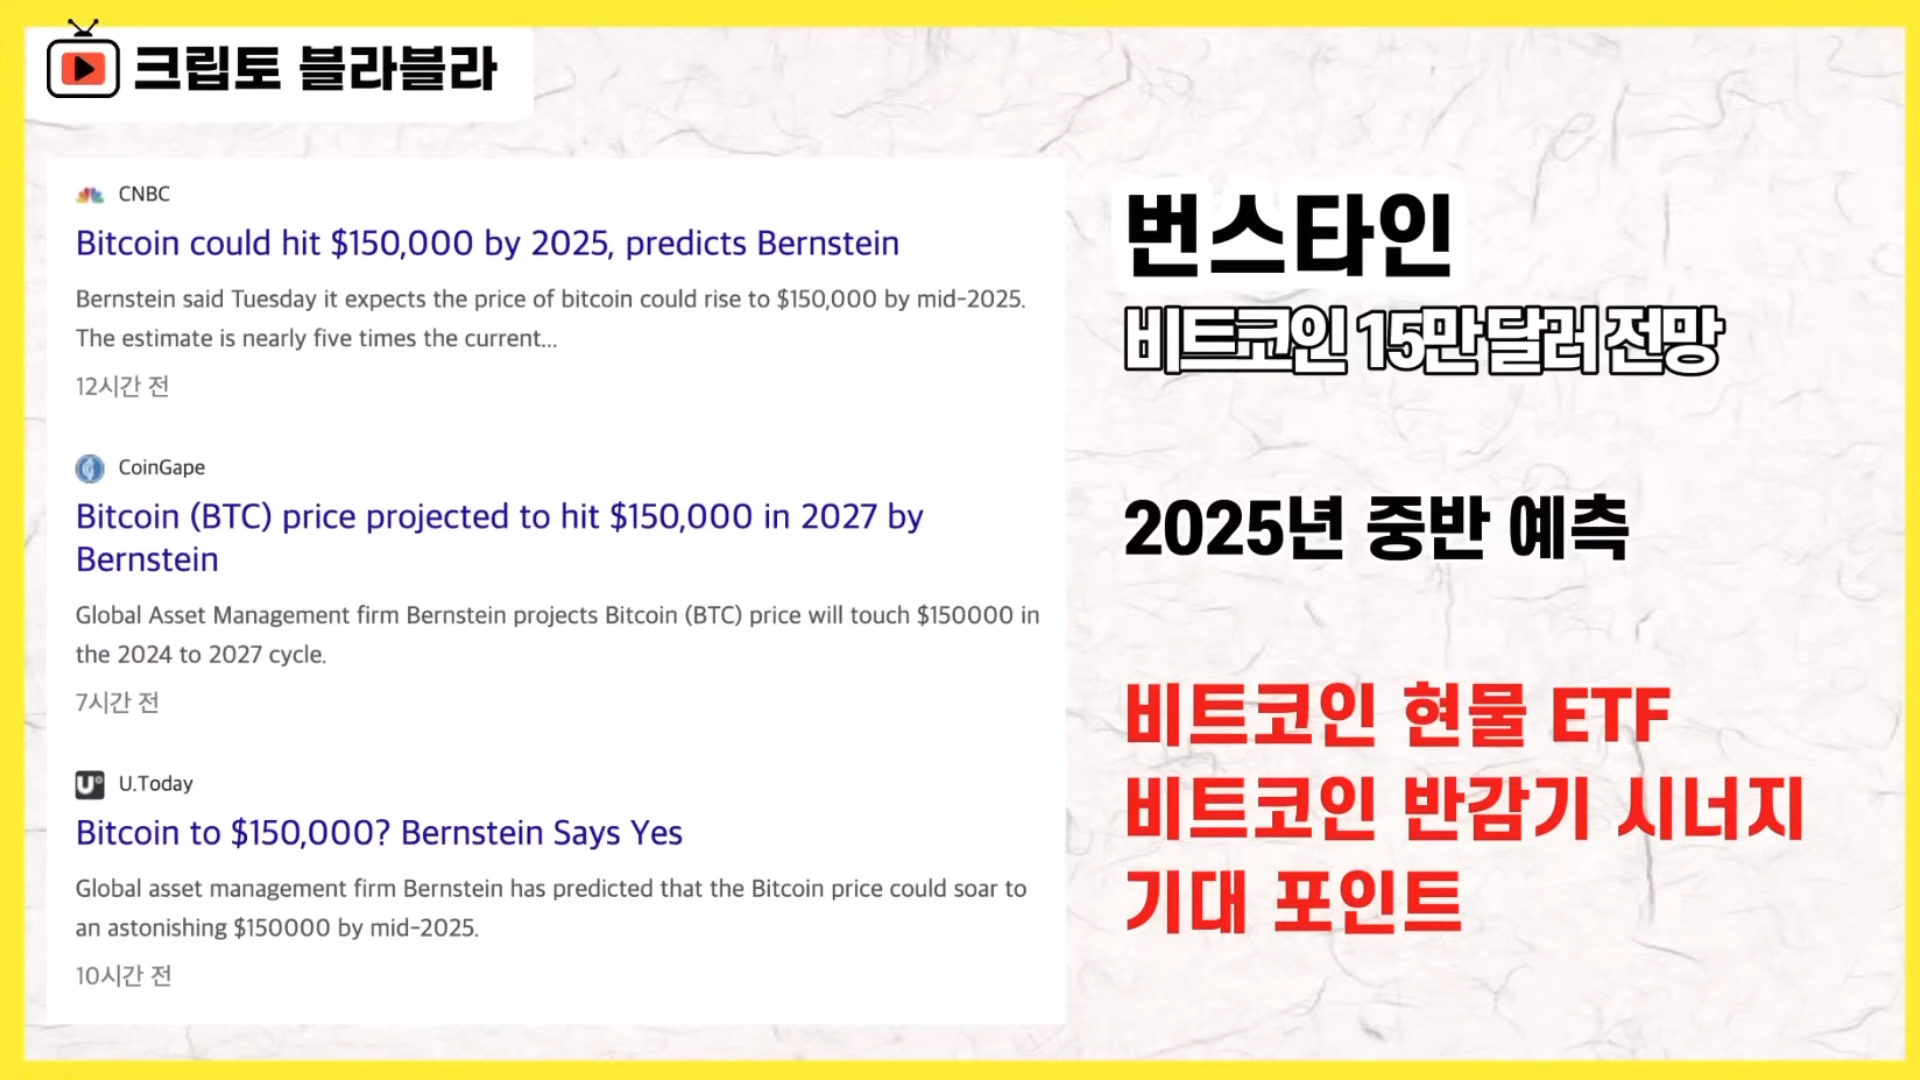 크립토 블라블라
CNBC
Bitcoin could hit $150,000 by 2025, predicts Bernstein
Bernstein said Tuesday it expects the price of bitcoin could rise to $150,000 by mid-2025.
The estimate is nearly five times the current...
12시간 전
CoinGape
Bitcoin (BTC) price projected to hit $150,000 in 2027 by
Bernstein
Global Asset Management firm Bernstein projects Bitcoin (BTC) price will touch $150000 in
the 2024 to 2027 cycle.
7시간 전
U.Today
Bitcoin to $150,000? Bernstein Says Yes
Global asset management firm Bernstein has predicted that the Bitcoin price could soar to
an astonishing $150000 by mid-2025.
10시간 전
번스타인
비트코인 15만 달러 전망
2025년 중반 예측
비트코인 현물 ETF
비트코인 반감기 시너지
기대 포인트